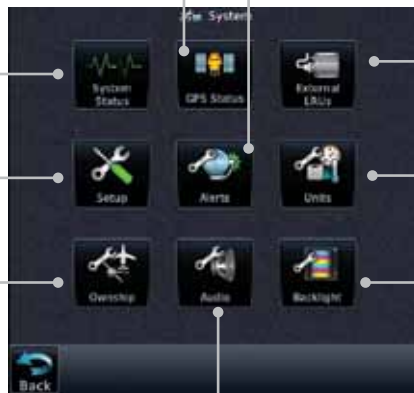 System
System Status
GPS Status
External LRUs
Setup
Alerts
Units
Ownship
Audio
Backlight
Back